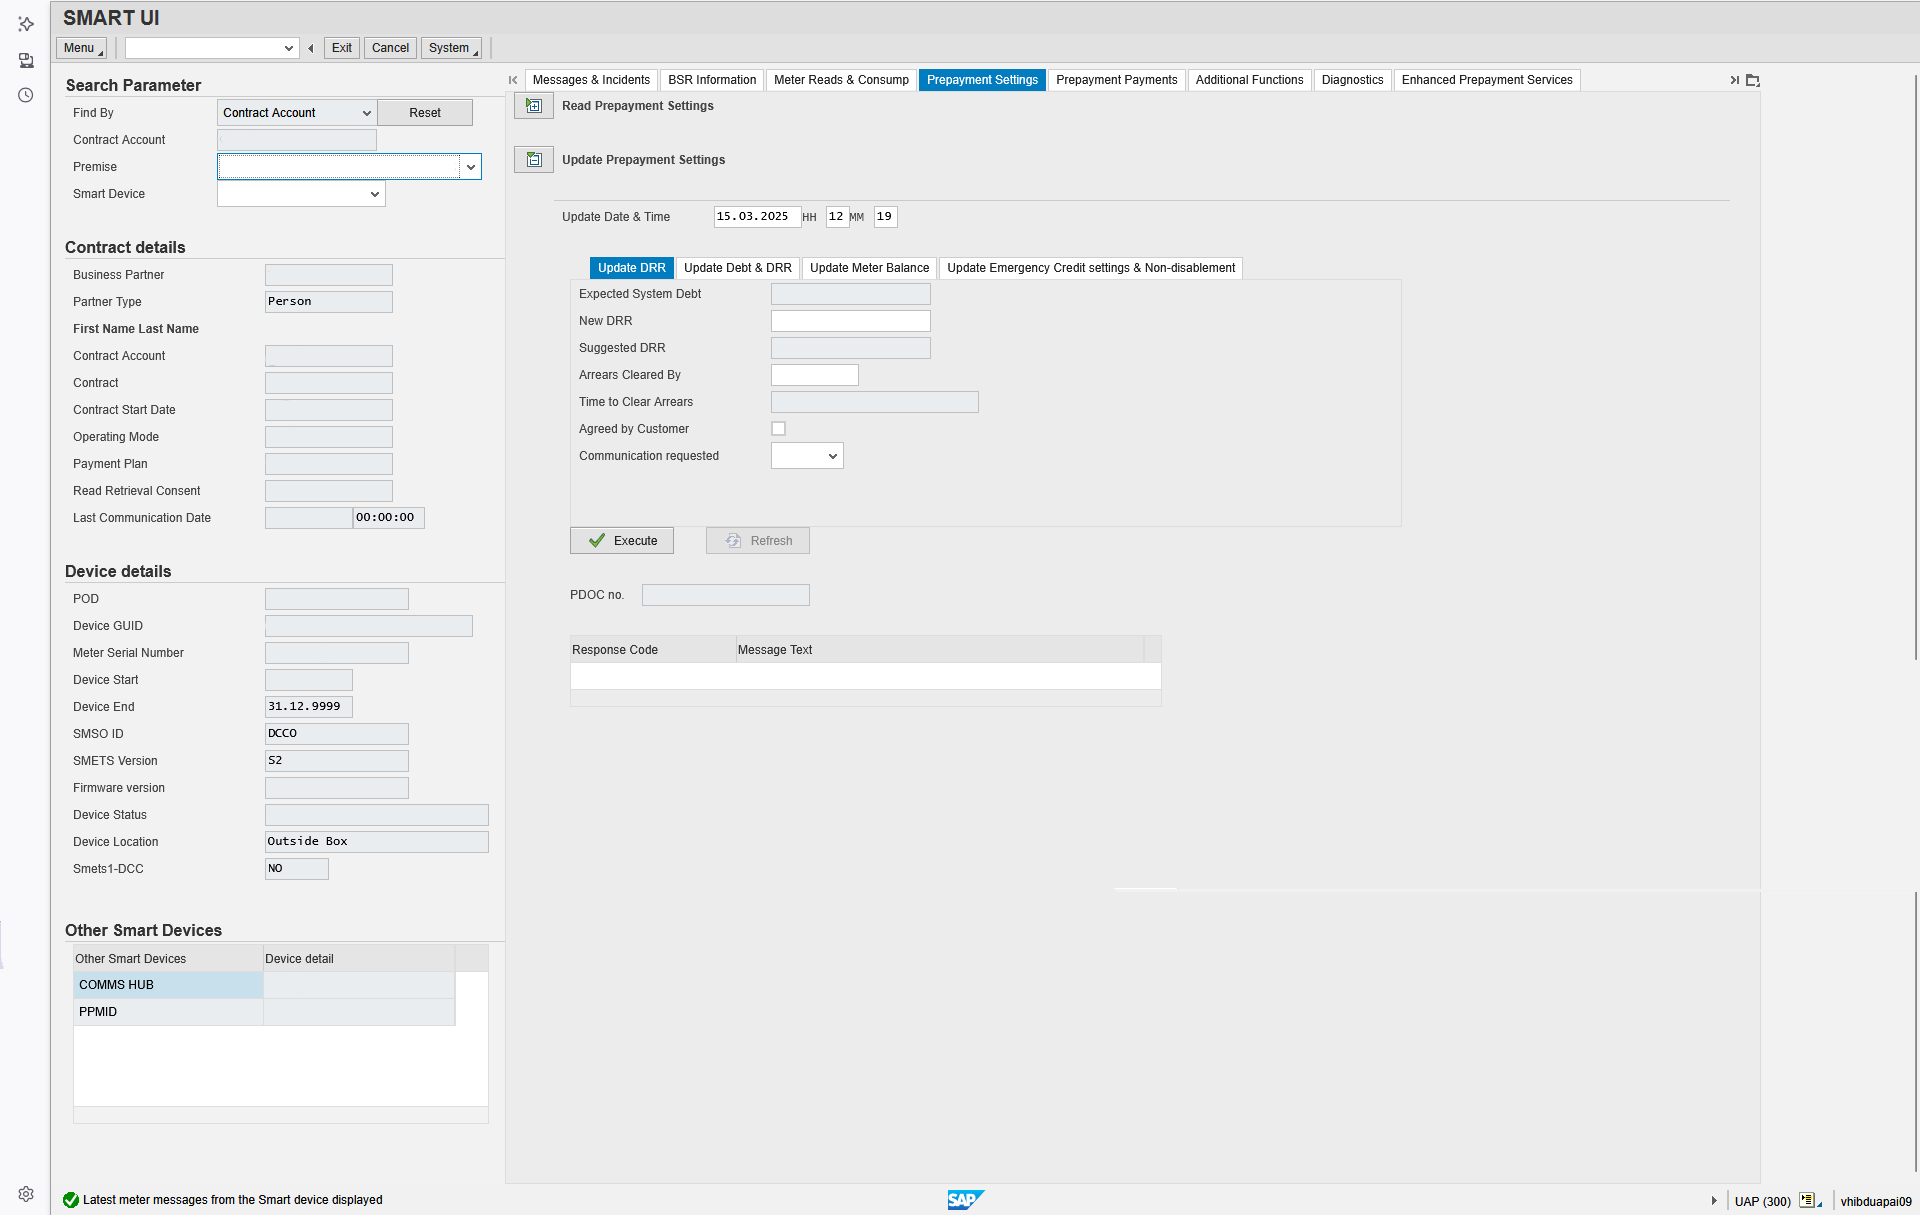 SMART UI
Menu
Exit
Cancel
System
Search Parameter
Find By
Contract Account
Reset
Contract Account
Premise
Smart Device
Contract details
Business Partner
Partner Type
Person
First Name Last Name
Contract Account
Contract
Contract Start Date
Operating Mode
Payment Plan
Read Retrieval Consent
Last Communication Date
00:00:00
Device details
POD
Device GUID
Meter Serial Number
Device Start
Device End
31.12.9999
SMSO ID
DCCO
SMETS Version
S2
Firmware version
Device Status
Device Location
Outside Box
Smets1-DCC
NO
Other Smart Devices
Other Smart Devices
Device detail
COMMS HUB
PPMID
Messages & Incidents
BSR Information
Meter Reads & Consump
Prepayment Settings
Prepayment Payments
Additional Functions
Diagnostics
Enhanced Prepayment Services
Read Prepayment Settings
Update Prepayment Settings
Update Date & Time
15.03.2025
HH
12
MM
19
Update DRR
Update Debt & DRR
Update Meter Balance
Update Emergency Credit settings & Non-disablement
Expected System Debt
New DRR
Suggested DRR
Arrears Cleared By
Time to Clear Arrears
Agreed by Customer
Communication requested
Execute
Refresh
PDOC no.
Response Code
Message Text
Latest meter messages from the Smart device displayed
SAP
UAP (300)
vhibduapai09